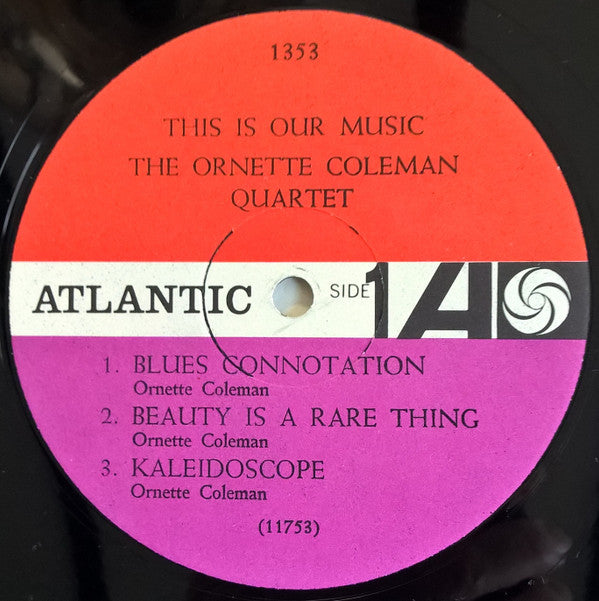 1353
THIS IS OUR MUSIC
THE ORNETTE COLEMAN
QUARTET
ATLANTIC SIDE 1 A
1. BLUES CONNOTATION
Ornette Coleman
2. BEAUTY IS A RARE THING
Ornette Coleman
3. KALEIDOSCOPE
Ornette Coleman
(11753)